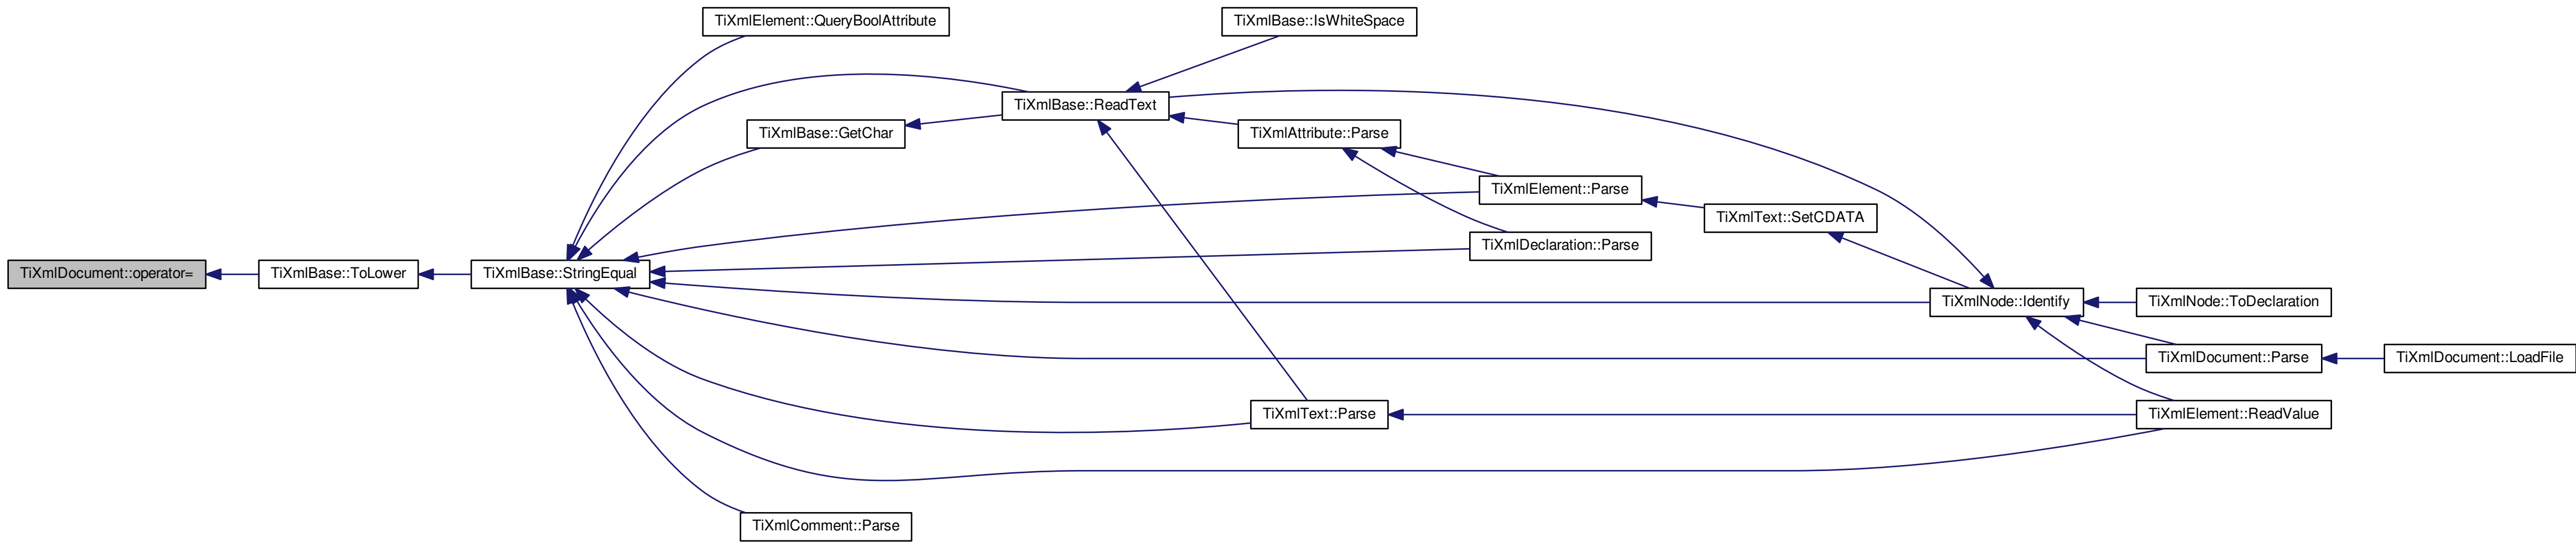 TiXmlElement::QueryBoolAttribute
TiXmlBase::IsWhiteSpace
TiXmlBase::ReadText
TiXmlBase::GetChar
TiXmlAttribute::Parse
TiXmlElement::Parse
TiXmlText::SetCDATA
TiXmlDeclaration::Parse
TiXmlDocument::operator=
TiXmlBase::ToLower
TiXmlBase::StringEqual
TiXmlNode::Identify
TiXmlNode::ToDeclaration
TiXmlDocument::Parse
TiXmlDocument::LoadFile
TiXmlText::Parse
TiXmlElement::ReadValue
TiXmlComment::Parse